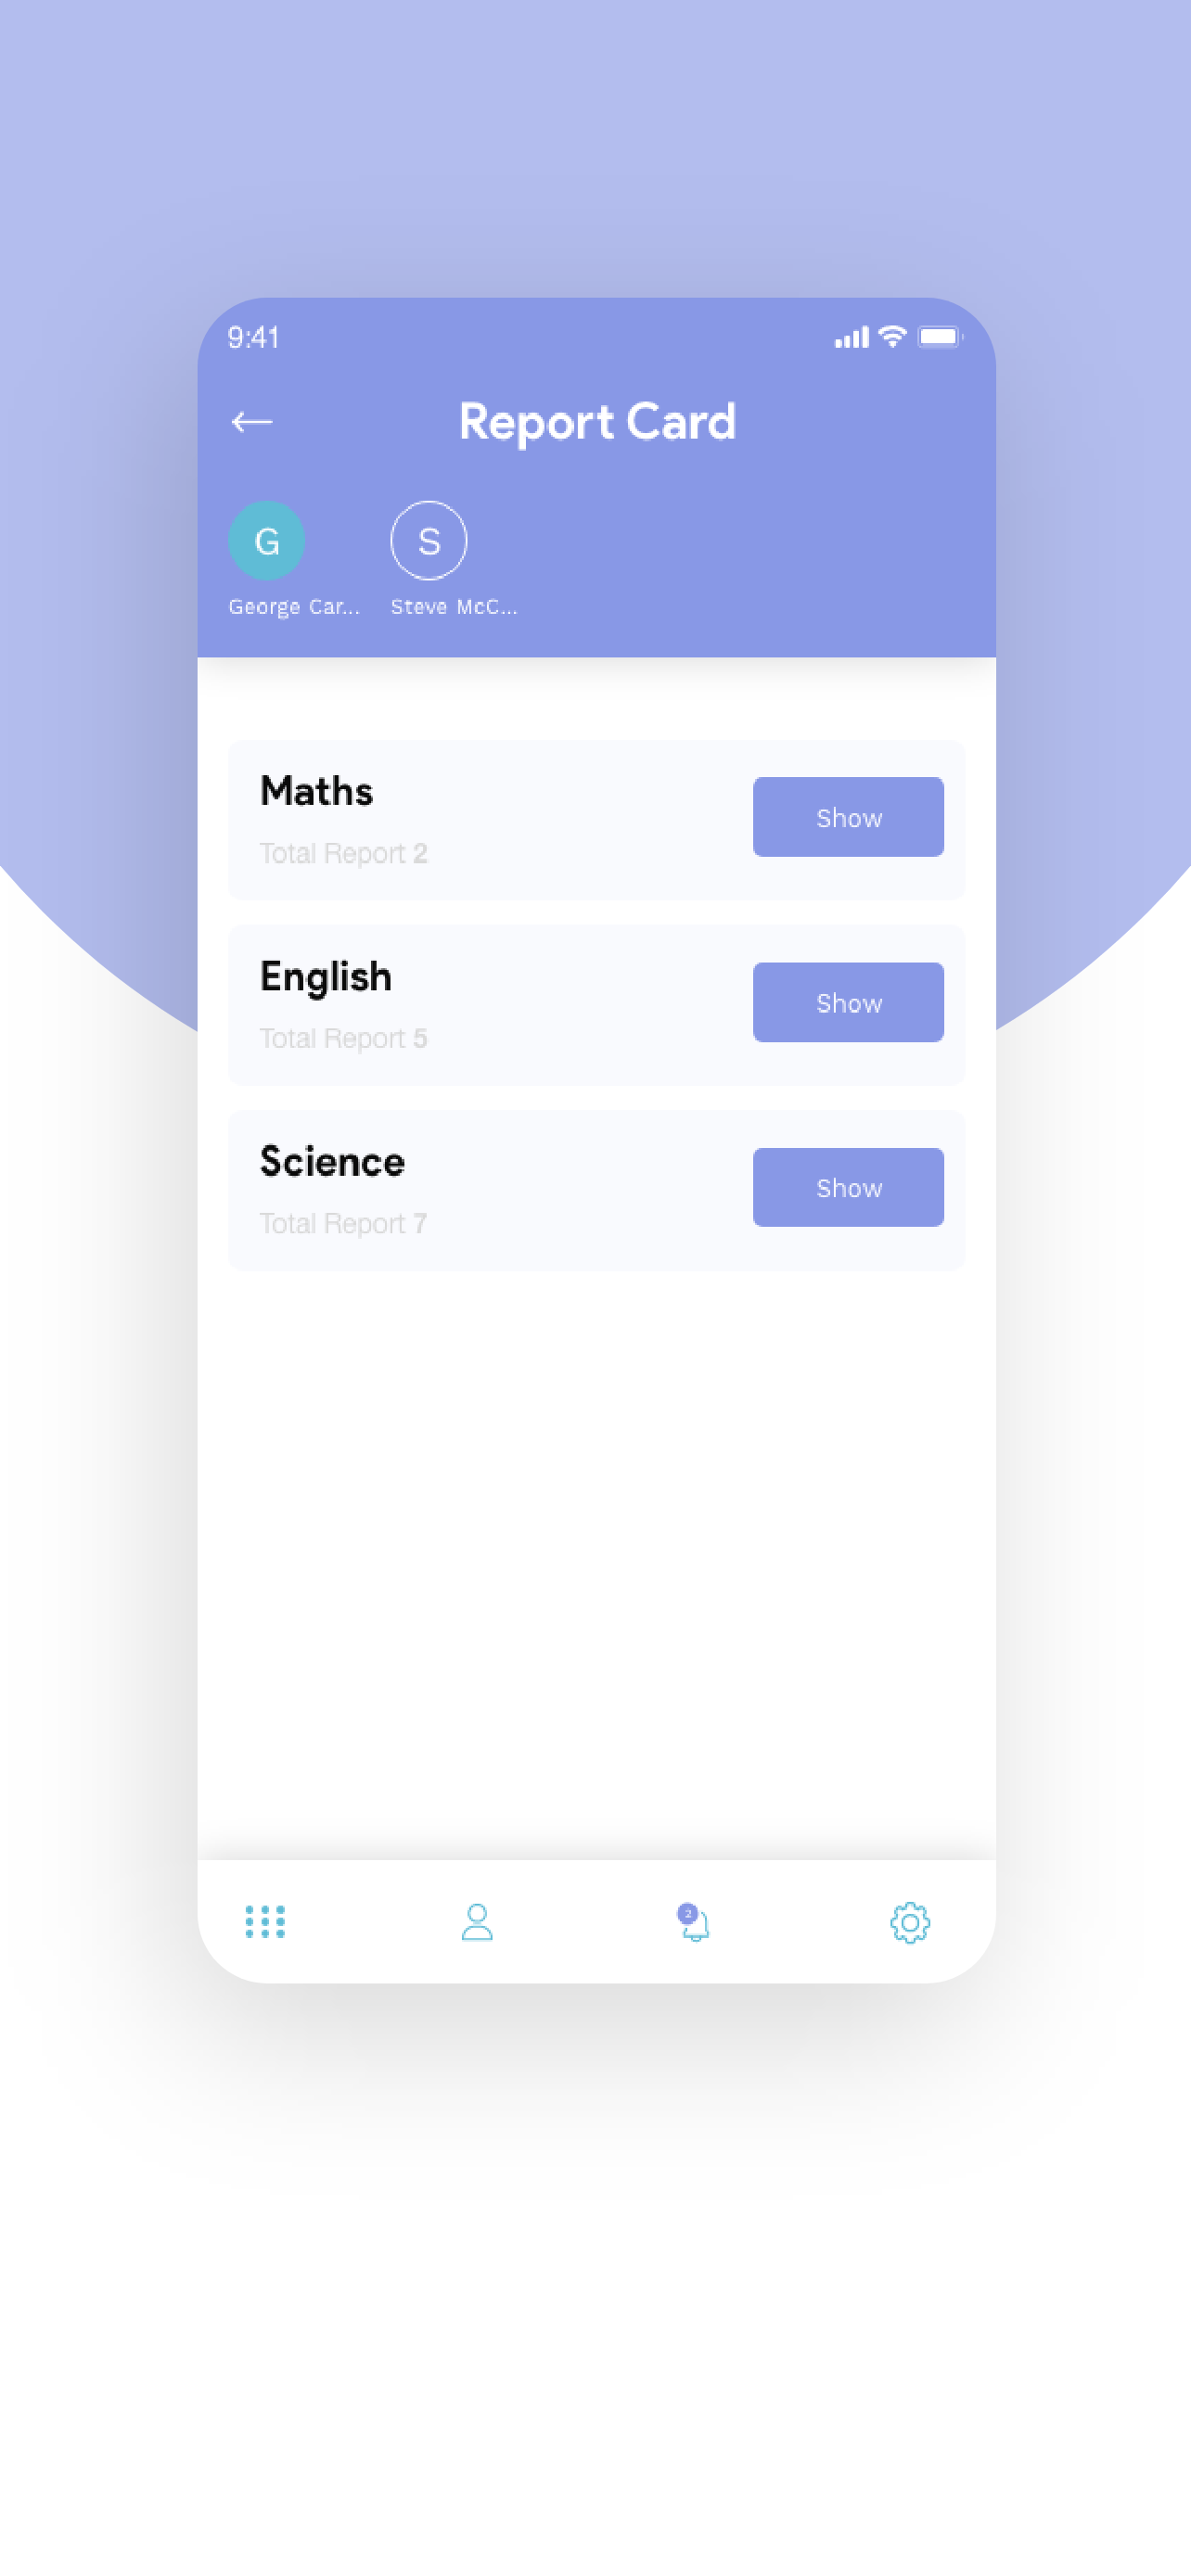 9:41
Report Card
G
S
George Car...
Steve McC...
Maths
Total Report 2
Show
English
Total Report 5
Show
Science
Total Report 7
Show
2